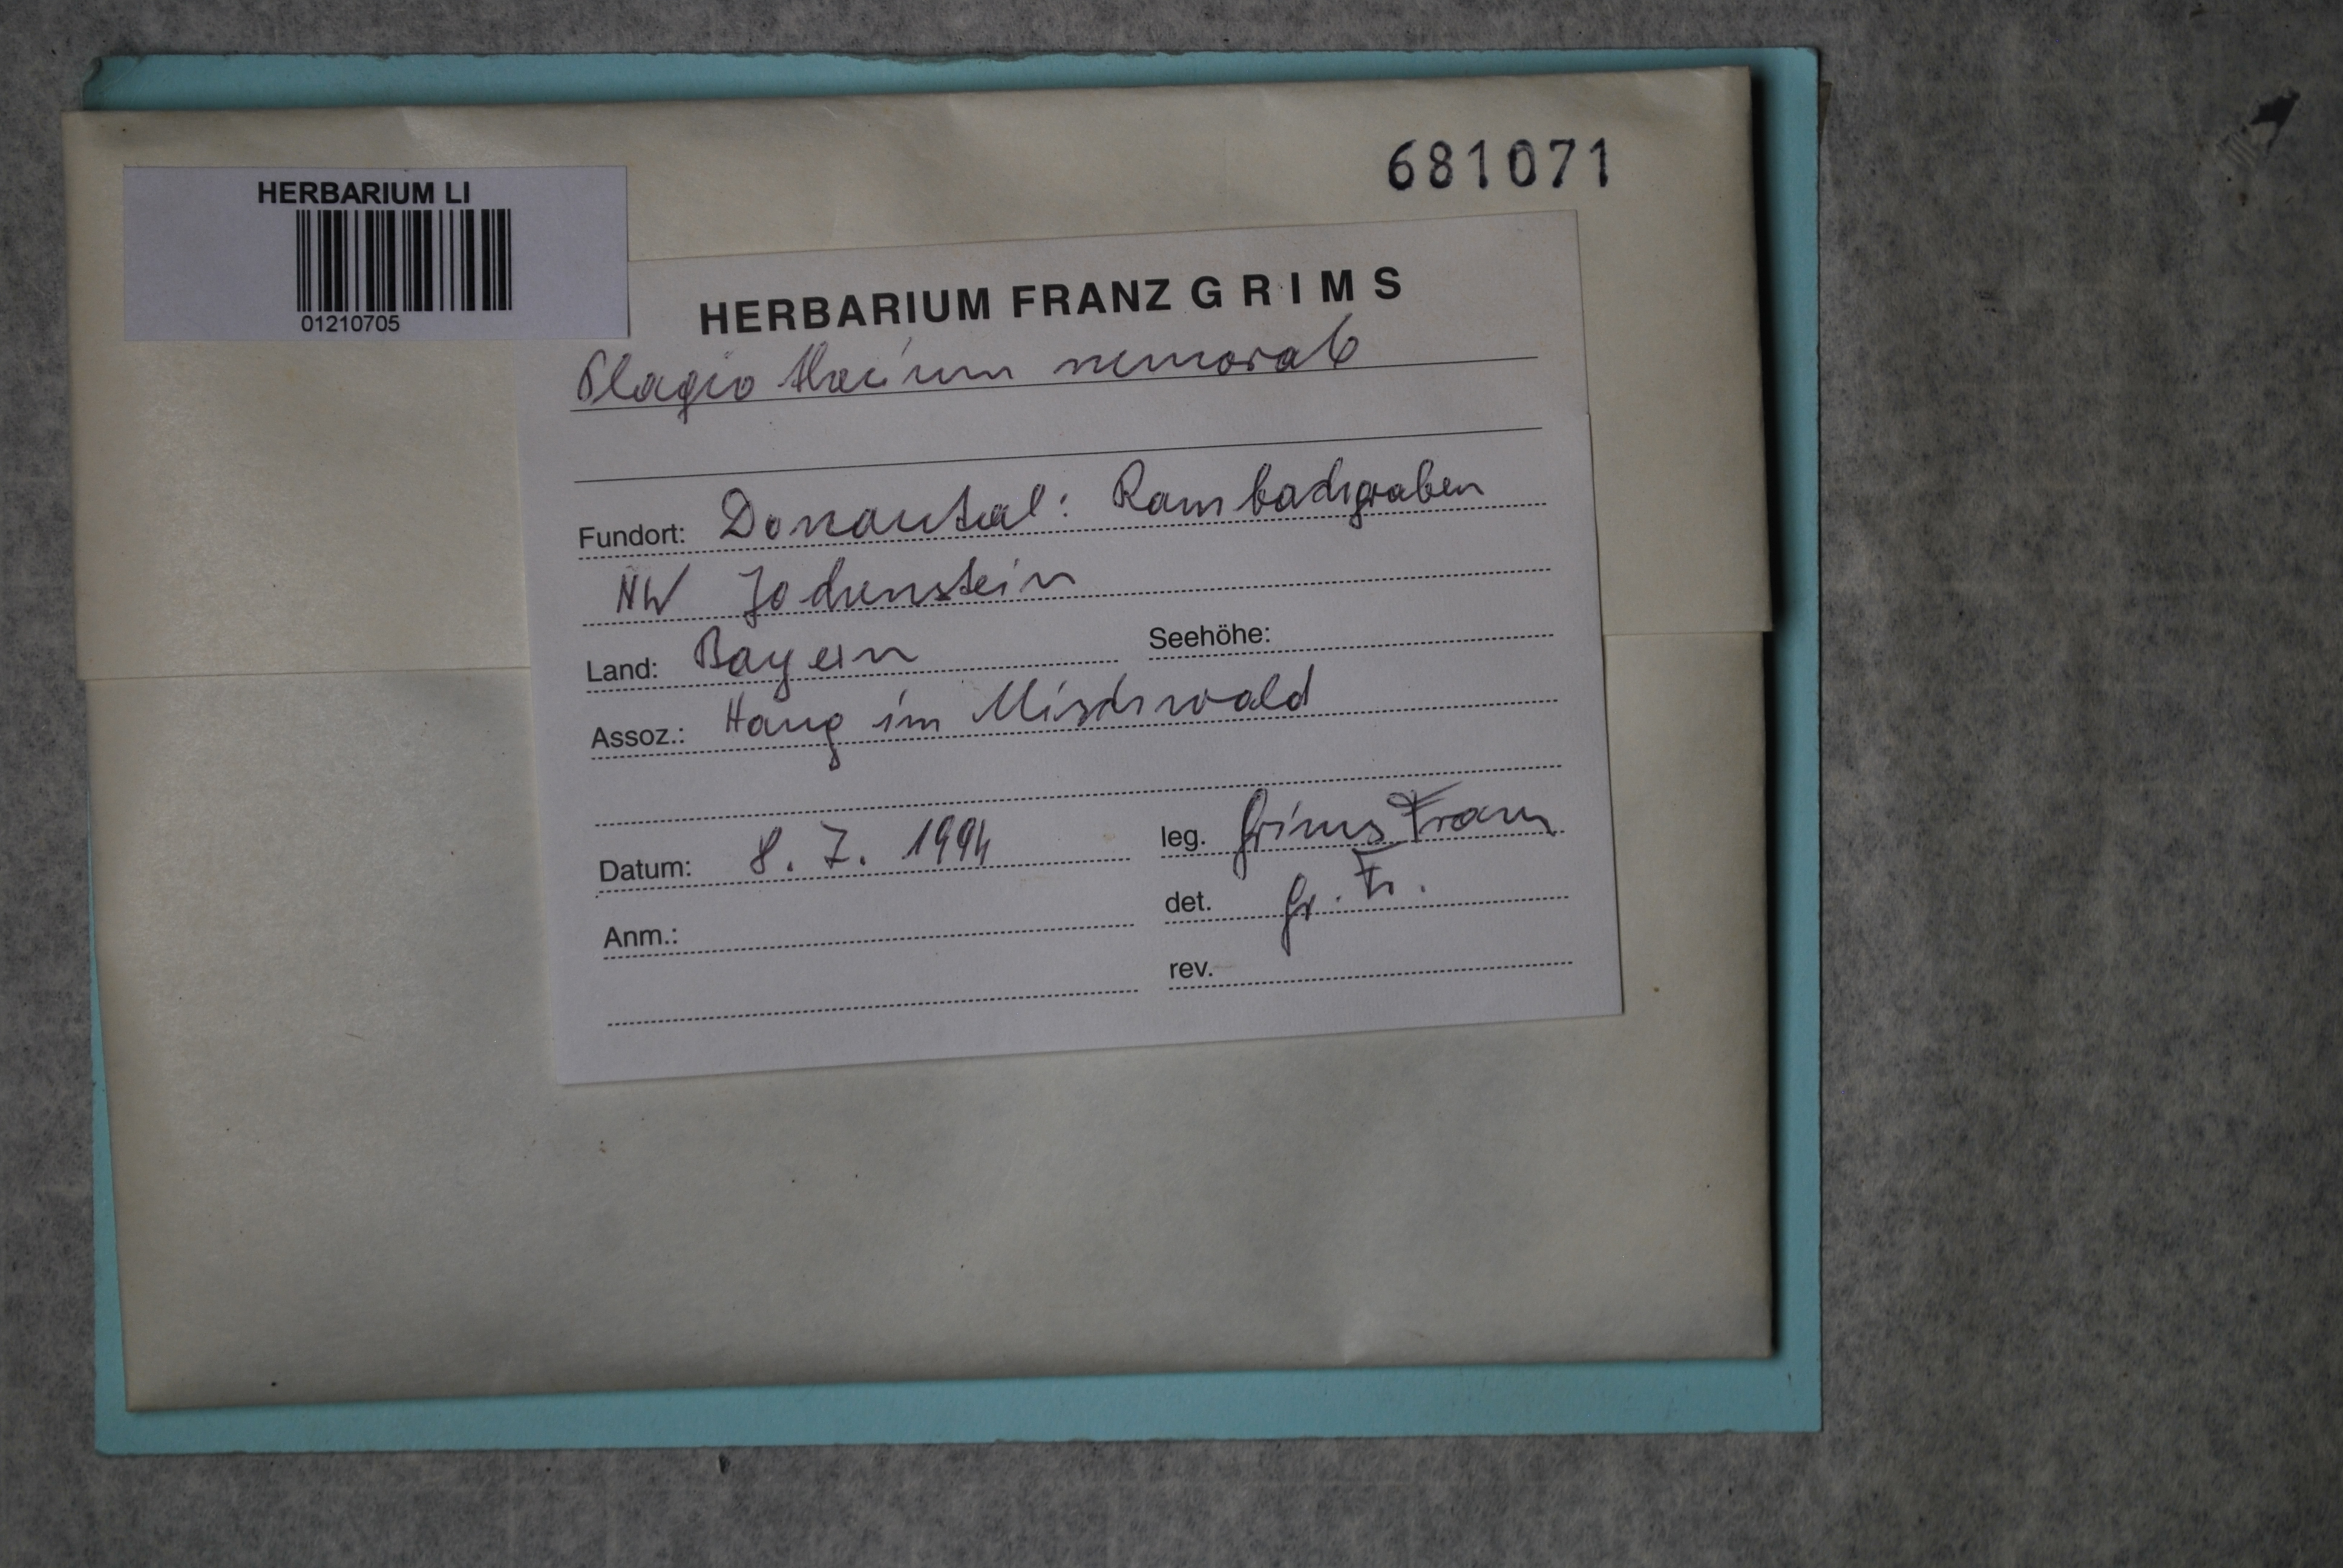 681071
HERBARIUM LI
01210705
HERBARIUM FRANZ GRIMS
Plagiothecium nemorale
Fundort: Donautal: Rambachgraben
NW Jochenstein
Land: Bayern Seehöhe:
Assoz.: Hang im Mischwald
Datum: 8. 7. 1994 leg. Grims Franz
Anm.: det. Gr. Fr.
rev.